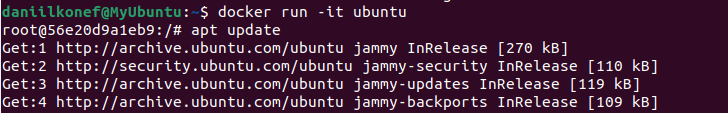 daniilkonef@MyUbuntu:~$ docker run -it ubuntu
root@56e20d9a1eb9:/# apt update
Get:1 http://archive.ubuntu.com/ubuntu jammy InRelease [270 kB]
Get:2 http://security.ubuntu.com/ubuntu jammy-security InRelease [110 kB]
Get:3 http://archive.ubuntu.com/ubuntu jammy-updates InRelease [119 kB]
Get:4 http://archive.ubuntu.com/ubuntu jammy-backports InRelease [109 kB]